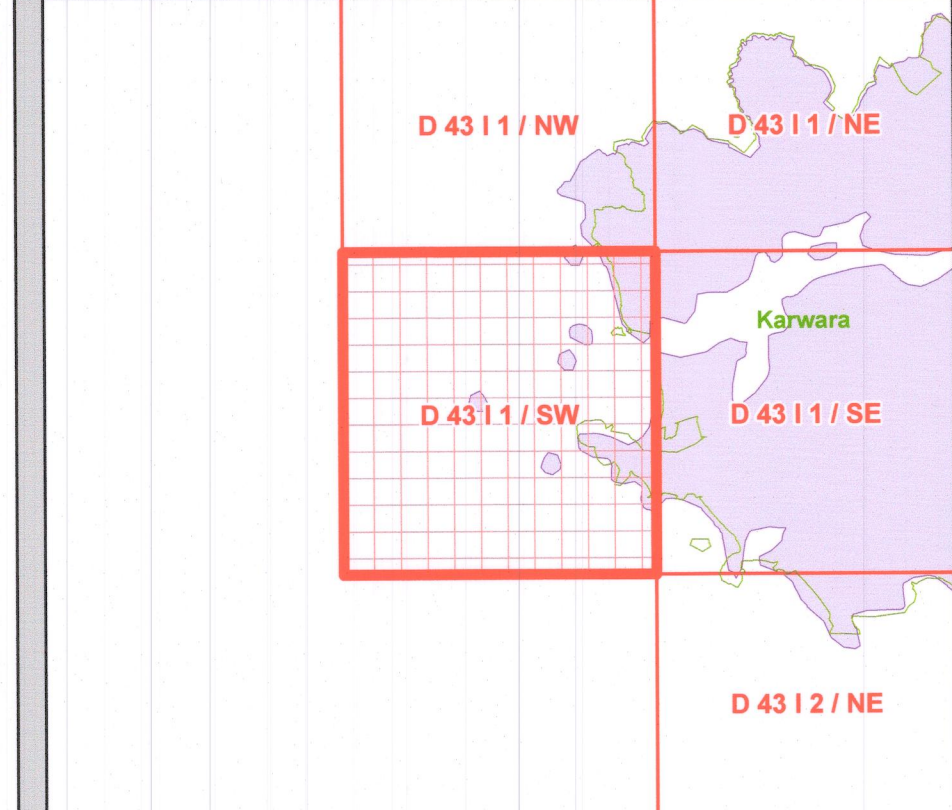 D 43 I 1 / NW
D 43 I 1 / NE
Karwara
D 43 I 1 / SW
D 43 I 1 / SE
D 43 I 2 / NE